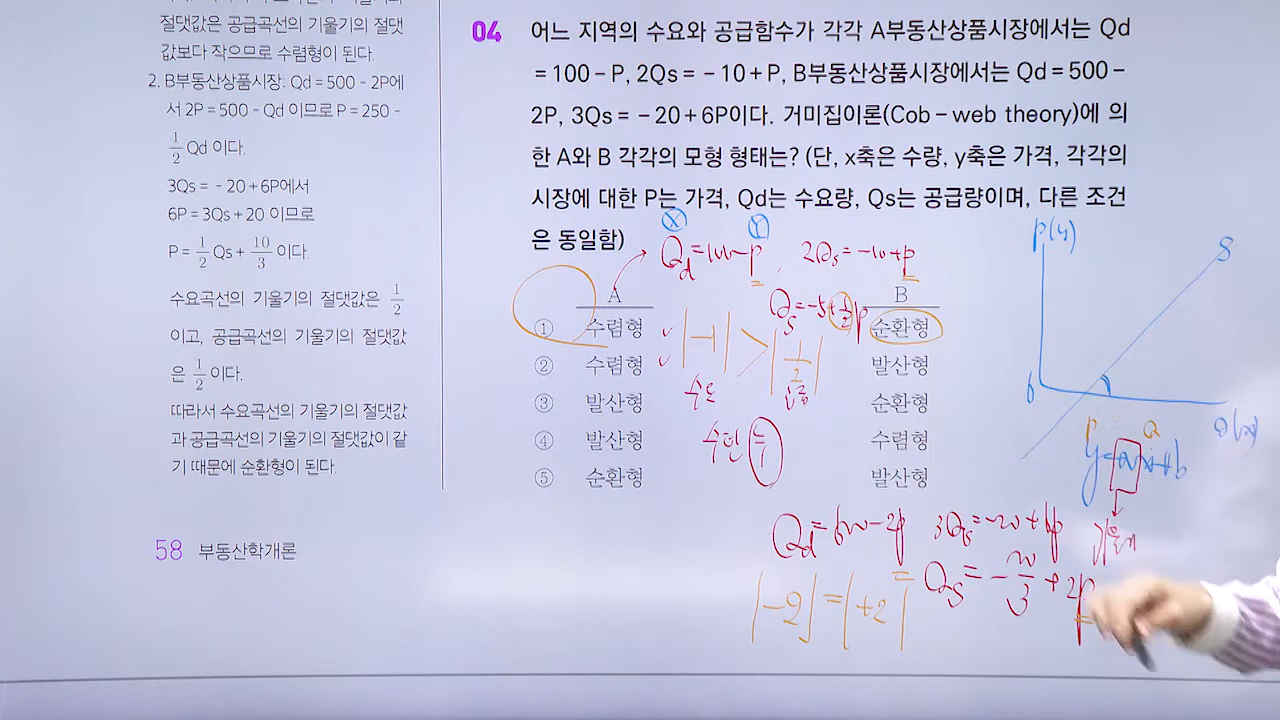 절댓값은 공급곡선의 기울기의 절댓
값보다 작으므로 수렴형이 된다.
2. B부동산상품시장: Qd = 500 - 2P에
서 2P = 500 - Qd 이므로 P = 250 -
1/2 Qd 이다.
3Qs = - 20 + 6P에서
6P = 3Qs + 20 이므로
P = 1/2 Qs + 10/3 이다.
수요곡선의 기울기의 절댓값은 1/2
이고, 공급곡선의 기울기의 절댓값
은 1/2 이다.
따라서 수요곡선의 기울기의 절댓값
과 공급곡선의 기울기의 절댓값이 같
기 때문에 순환형이 된다.
58 부동산학개론
04 어느 지역의 수요와 공급함수가 각각 A부동산상품시장에서는 Qd
= 100 - P, 2Qs = - 10 + P, B부동산상품시장에서는 Qd = 500 -
2P, 3Qs = - 20 + 6P이다. 거미집이론(Cob - web theory)에 의
한 A와 B 각각의 모형 형태는? (단, x축은 수량, y축은 가격, 각각의
시장에 대한 P는 가격, Qd는 수요량, Qs는 공급량이며, 다른 조건
은 동일함)
A B
① 수렴형 순환형
② 수렴형 발산형
③ 발산형 순환형
④ 발산형 수렴형
⑤ 순환형 발산형
X Y
Qd = 100 - P 2Qs = -10 + P
Qs = -5 + 1/2 P
|-1| > |1/2|
수요 공급
P(y)
S
Q(x)
P Q
y = ax + b
기울기
Qd = 500 - 2P 3Qs = -20 + 6P
Qs = - 20/3 + 2P
|-2| = |+2|